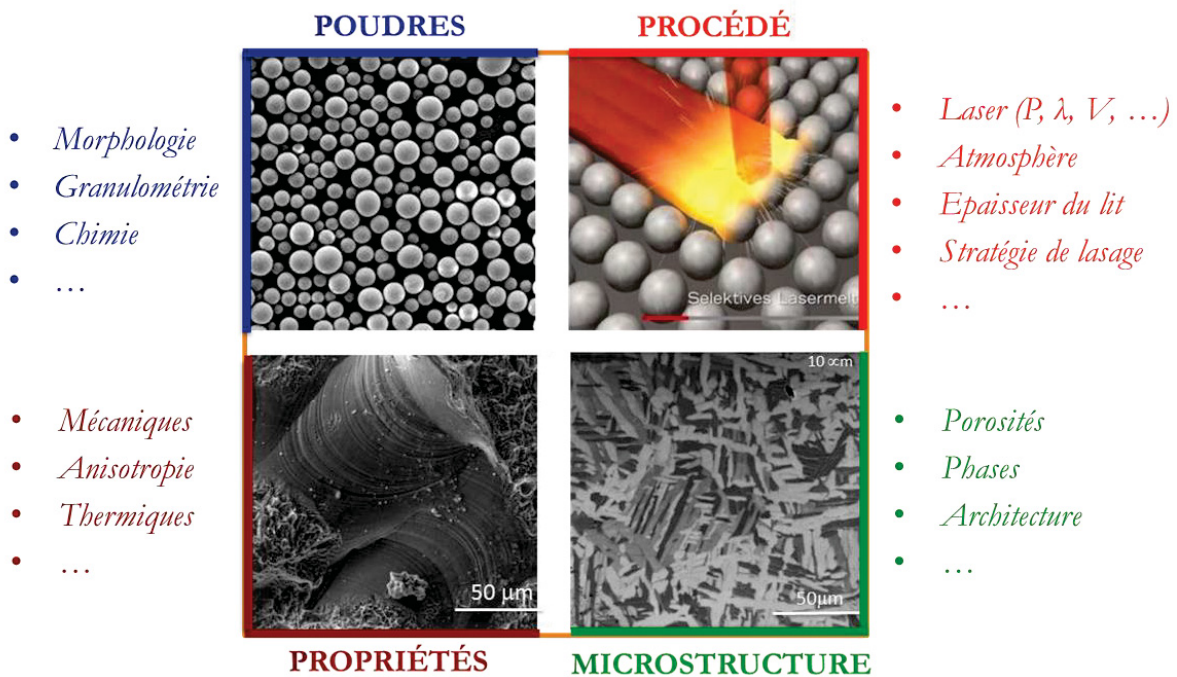 POUDRES
PROCÉDÉ
• Morphologie
• Granulométrie
• Chimie
• …
• Laser (P, λ, V, …)
• Atmosphère
• Epaisseur du lit
• Stratégie de lasage
• …
Selektives Lasermelt
• Mécaniques
• Anisotropie
• Thermiques
• …
50 µm
10 ∝m
50µm
• Porosités
• Phases
• Architecture
• …
PROPRIÉTÉS
MICROSTRUCTURE